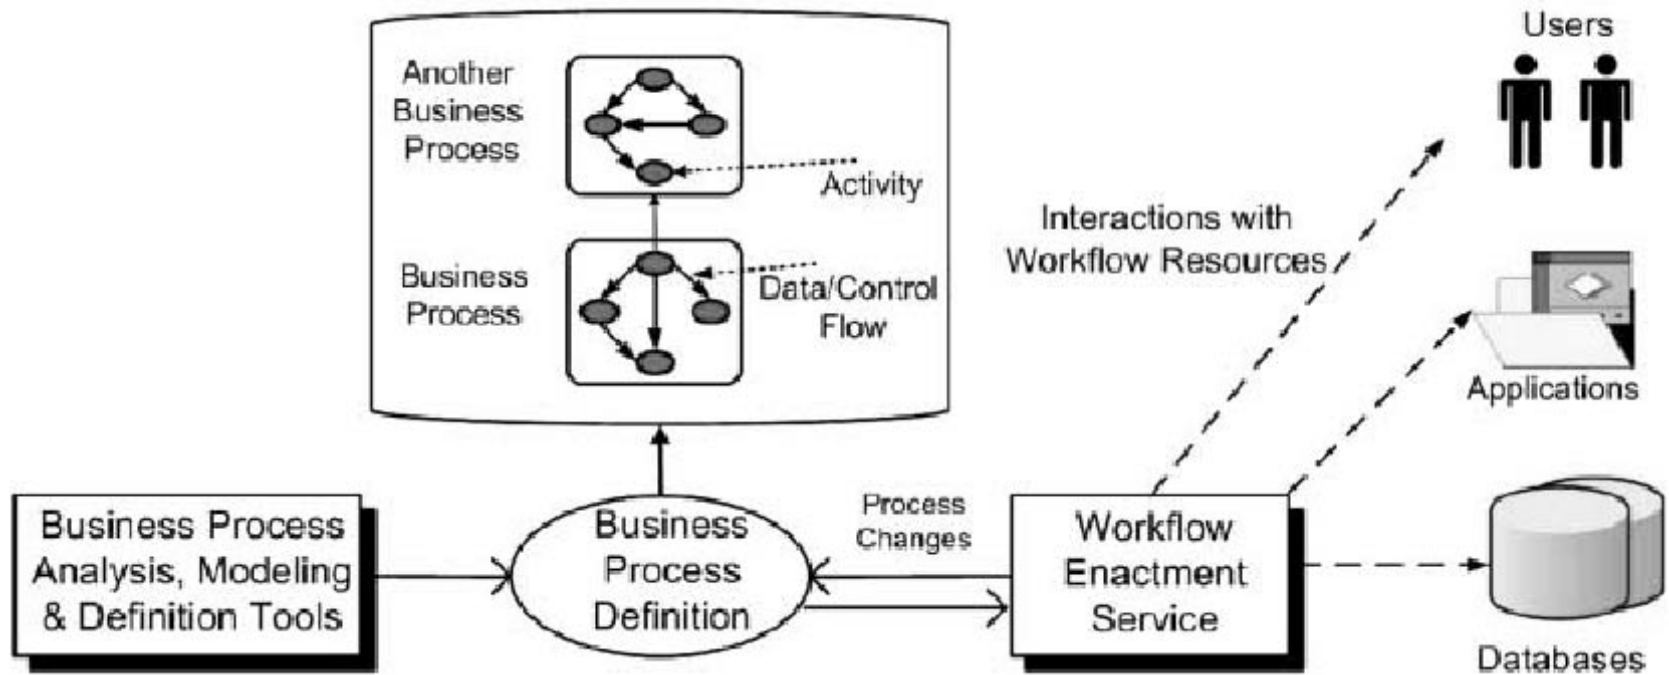 Another
Business
Process
Activity
Business
Process
Data/Control
Flow
Users
Interactions with
Workflow Resources
Applications
Business Process
Analysis, Modeling
& Definition Tools
Business
Process
Definition
Process
Changes
Workflow
Enactment
Service
Databases